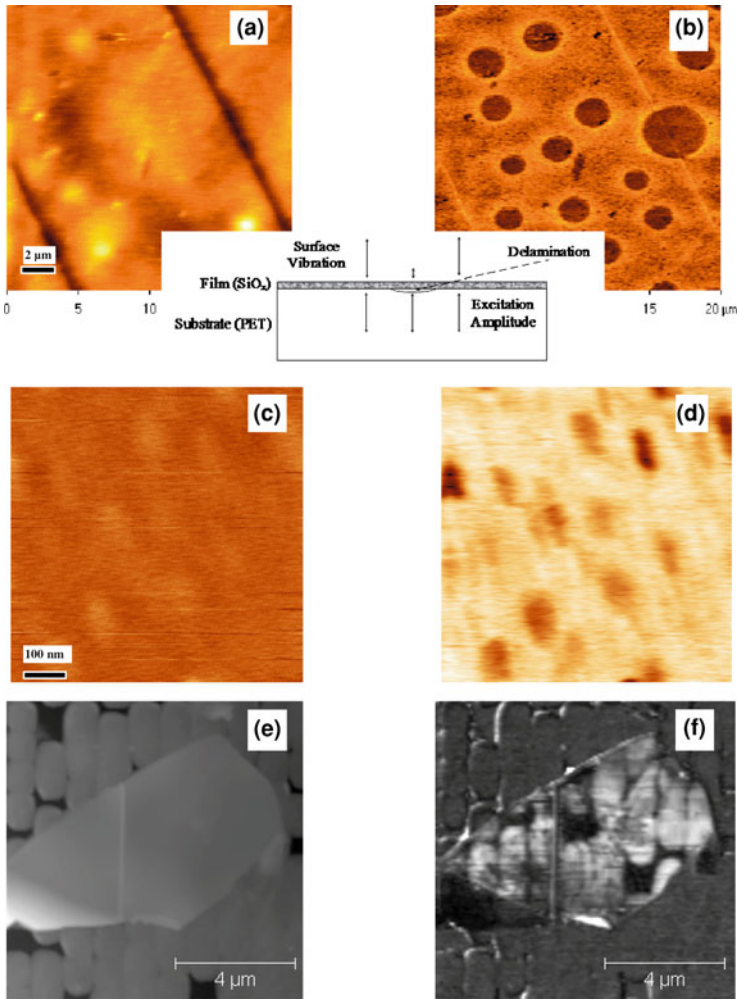 (a)
(b)
2 μm
Surface
Vibration
Delamination
Film (SiOx)
Excitation
Amplitude
Substrate (PET)
0
5
10
15
20 μm
(c)
(d)
100 nm
(e)
(f)
4 μm
4 μm